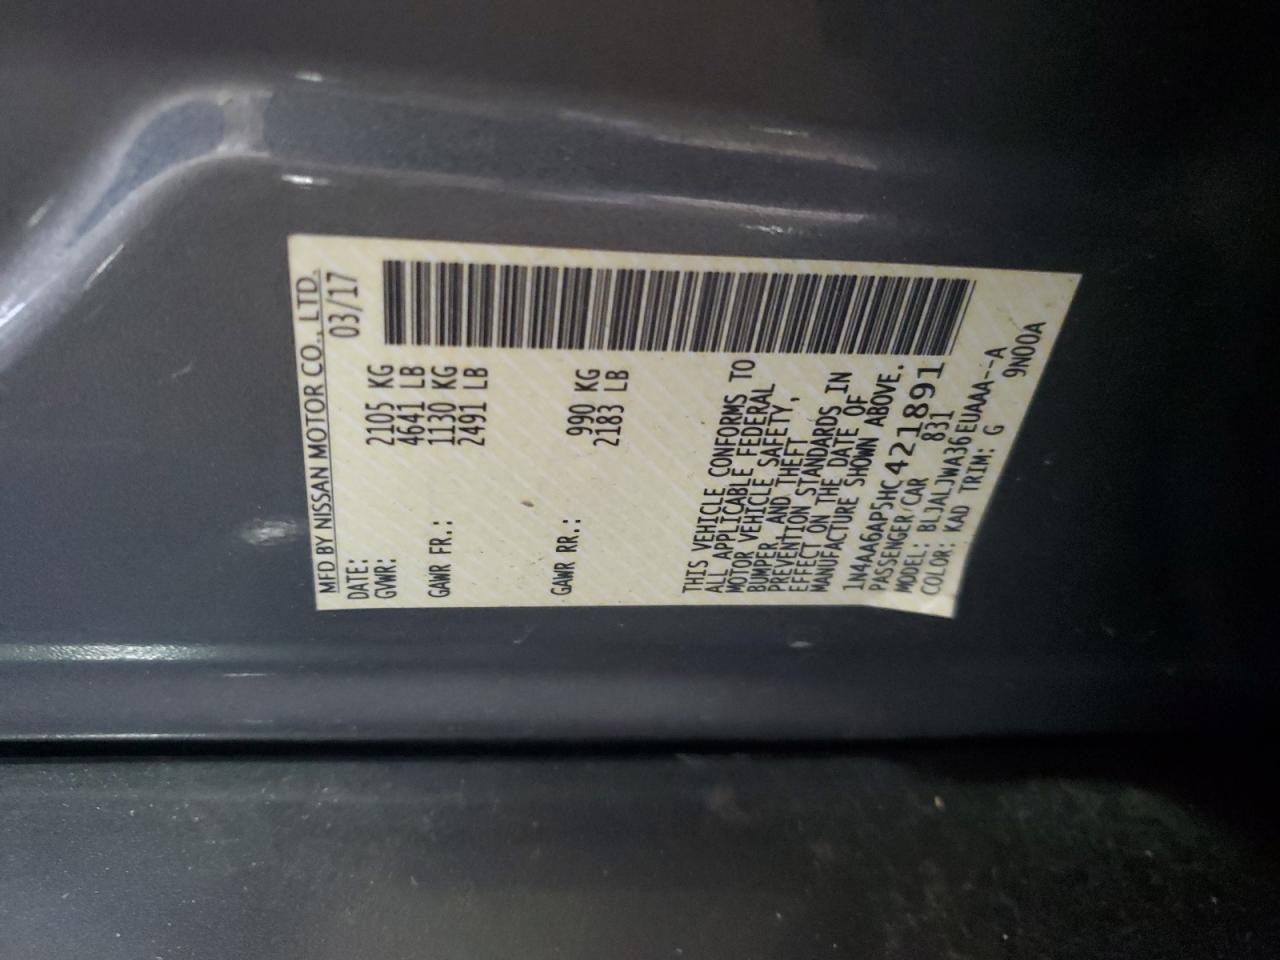 MFD BY NISSAN MOTOR CO., LTD.
DATE: 03/17
GVWR: 2105 KG
4641 LB
GAWR FR.: 1130 KG
2491 LB
GAWR RR.: 990 KG
2183 LB
THIS VEHICLE CONFORMS TO
ALL APPLICABLE FEDERAL
MOTOR VEHICLE SAFETY,
BUMPER, AND THEFT
PREVENTION STANDARDS IN
EFFECT ON THE DATE OF
MANUFACTURE SHOWN ABOVE.
1N4AA6AP5HC421891
PASSENGER CAR 831
MODEL: BLJALJWA36EUAAA--A
COLOR: KAD TRIM: G 9N00A